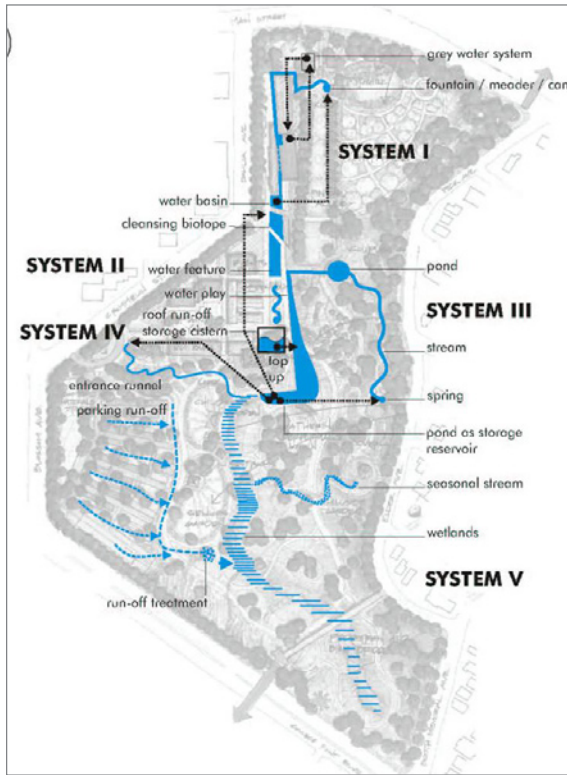 grey water system
fountain / meader / can
SYSTEM I
water basin
cleansing biotope
SYSTEM II
water feature
pond
water play
SYSTEM III
SYSTEM IV
roof run-off
storage cistern
stream
top
up
entrance runnel
spring
parking run-off
pond as storage
reservoir
seasonal stream
wetlands
SYSTEM V
run-off treatment